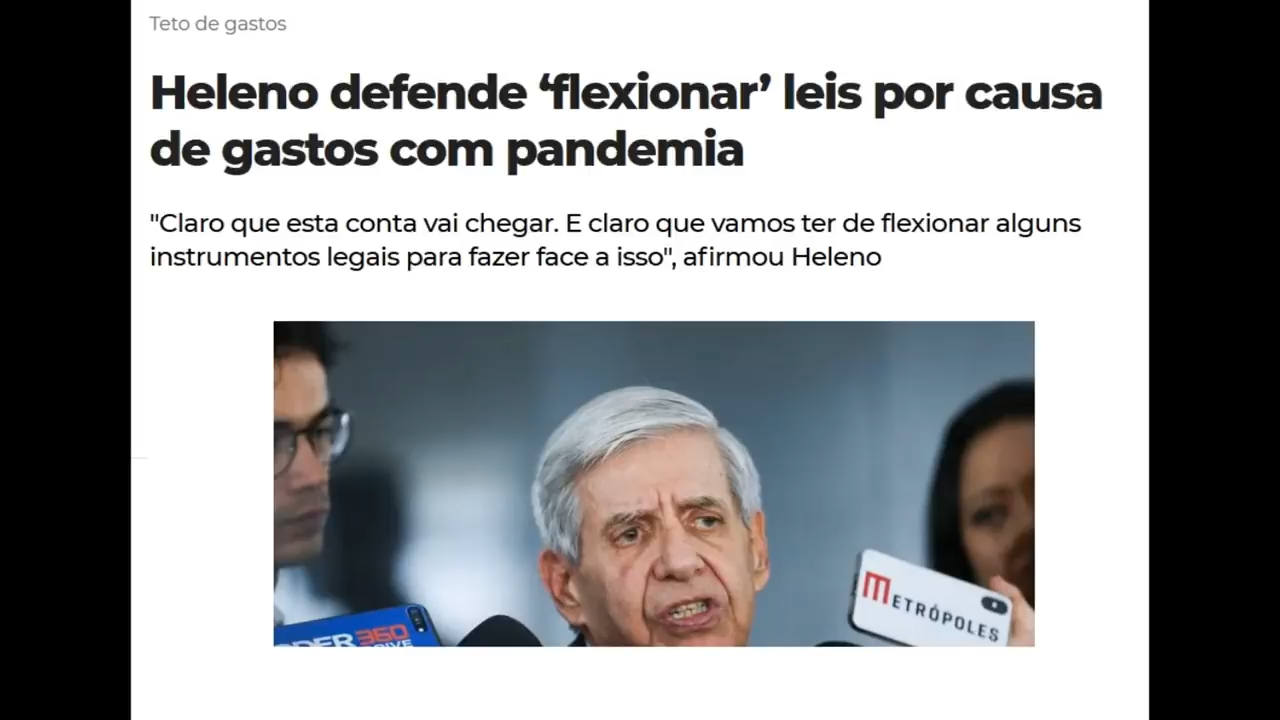 Teto de gastos
Heleno defende ‘flexionar’ leis por causa
de gastos com pandemia
"Claro que esta conta vai chegar. E claro que vamos ter de flexionar alguns
instrumentos legais para fazer face a isso", afirmou Heleno
METRÓPOLES
360